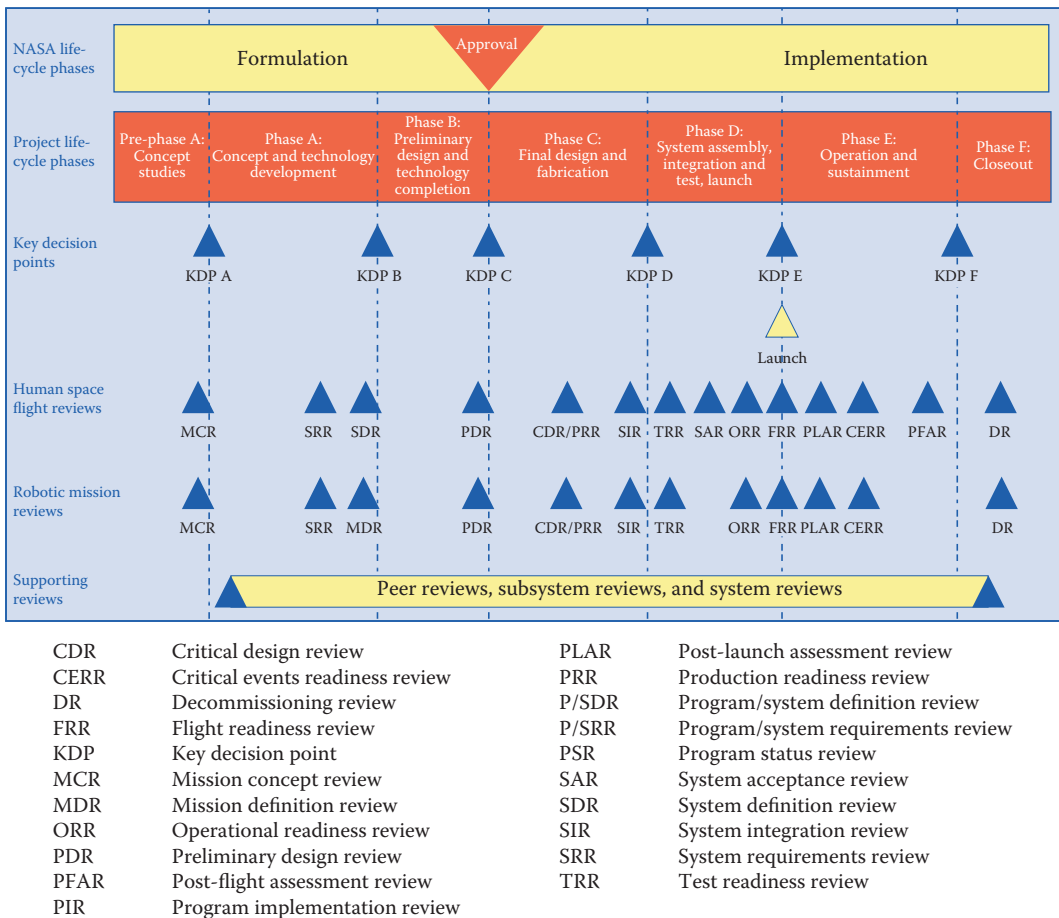 NASA life-
cycle phases
Formulation
Approval
Implementation
Project life-
cycle phases
Pre-phase A:
Concept
studies
Phase A:
Concept and technology
development
Phase B:
Preliminary
design and
technology
completion
Phase C:
Final design and
fabrication
Phase D:
System assembly,
integration and
test, launch
Phase E:
Operation and
sustainment
Phase F:
Closeout
Key decision
points
KDP A
KDP B
KDP C
KDP D
KDP E
KDP F
Launch
Human space
flight reviews
MCR
SRR
SDR
PDR
CDR/PRR
SIR
TRR
SAR
ORR
FRR
PLAR
CERR
PFAR
DR
Robotic mission
reviews
MCR
SRR
MDR
PDR
CDR/PRR
SIR
TRR
ORR
FRR
PLAR
CERR
DR
Supporting
reviews
Peer reviews, subsystem reviews, and system reviews
CDR Critical design review
CERR Critical events readiness review
DR Decommissioning review
FRR Flight readiness review
KDP Key decision point
MCR Mission concept review
MDR Mission definition review
ORR Operational readiness review
PDR Preliminary design review
PFAR Post-flight assessment review
PIR Program implementation review
PLAR Post-launch assessment review
PRR Production readiness review
P/SDR Program/system definition review
P/SRR Program/system requirements review
PSR Program status review
SAR System acceptance review
SDR System definition review
SIR System integration review
SRR System requirements review
TRR Test readiness review